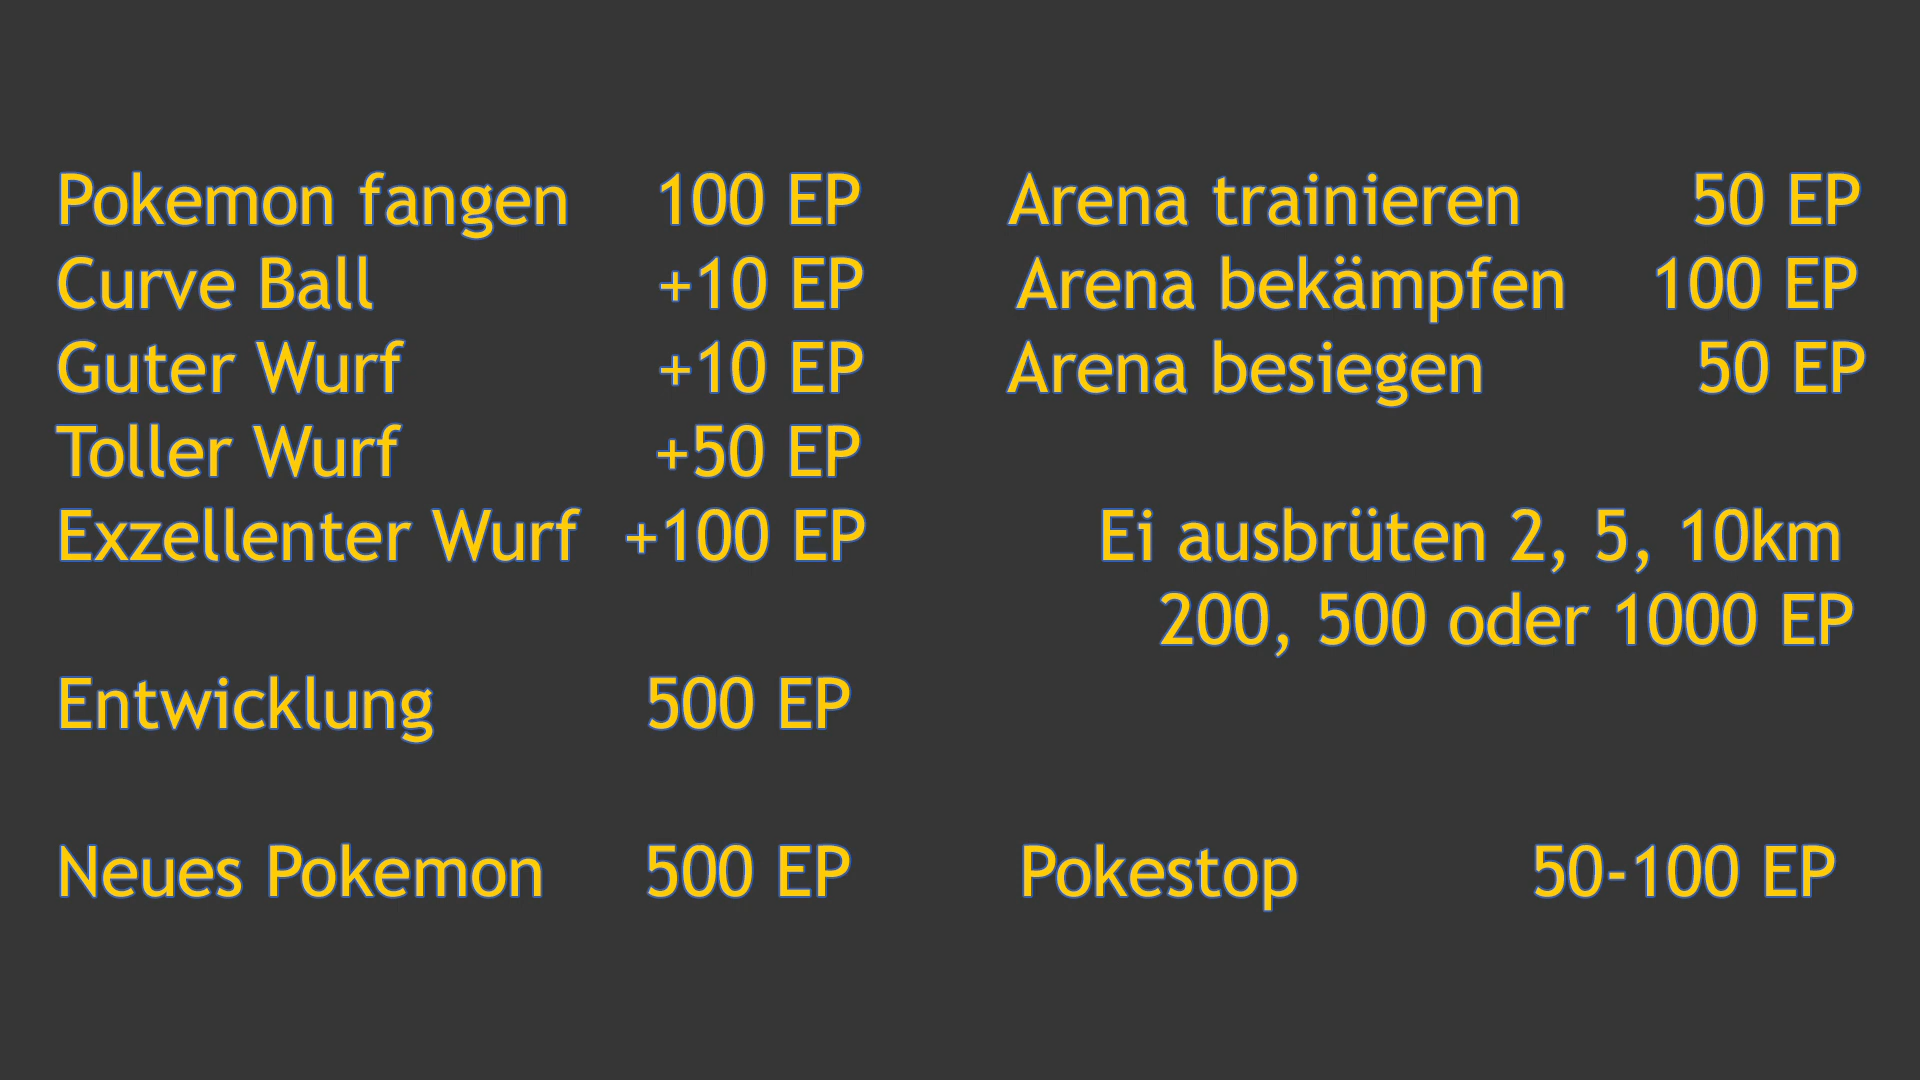 Pokemon fangen 100 EP
Curve Ball +10 EP
Guter Wurf +10 EP
Toller Wurf +50 EP
Exzellenter Wurf +100 EP
Entwicklung 500 EP
Neues Pokemon 500 EP
Arena trainieren 50 EP
Arena bekämpfen 100 EP
Arena besiegen 50 EP
Ei ausbrüten 2, 5, 10km
200, 500 oder 1000 EP
Pokestop 50-100 EP